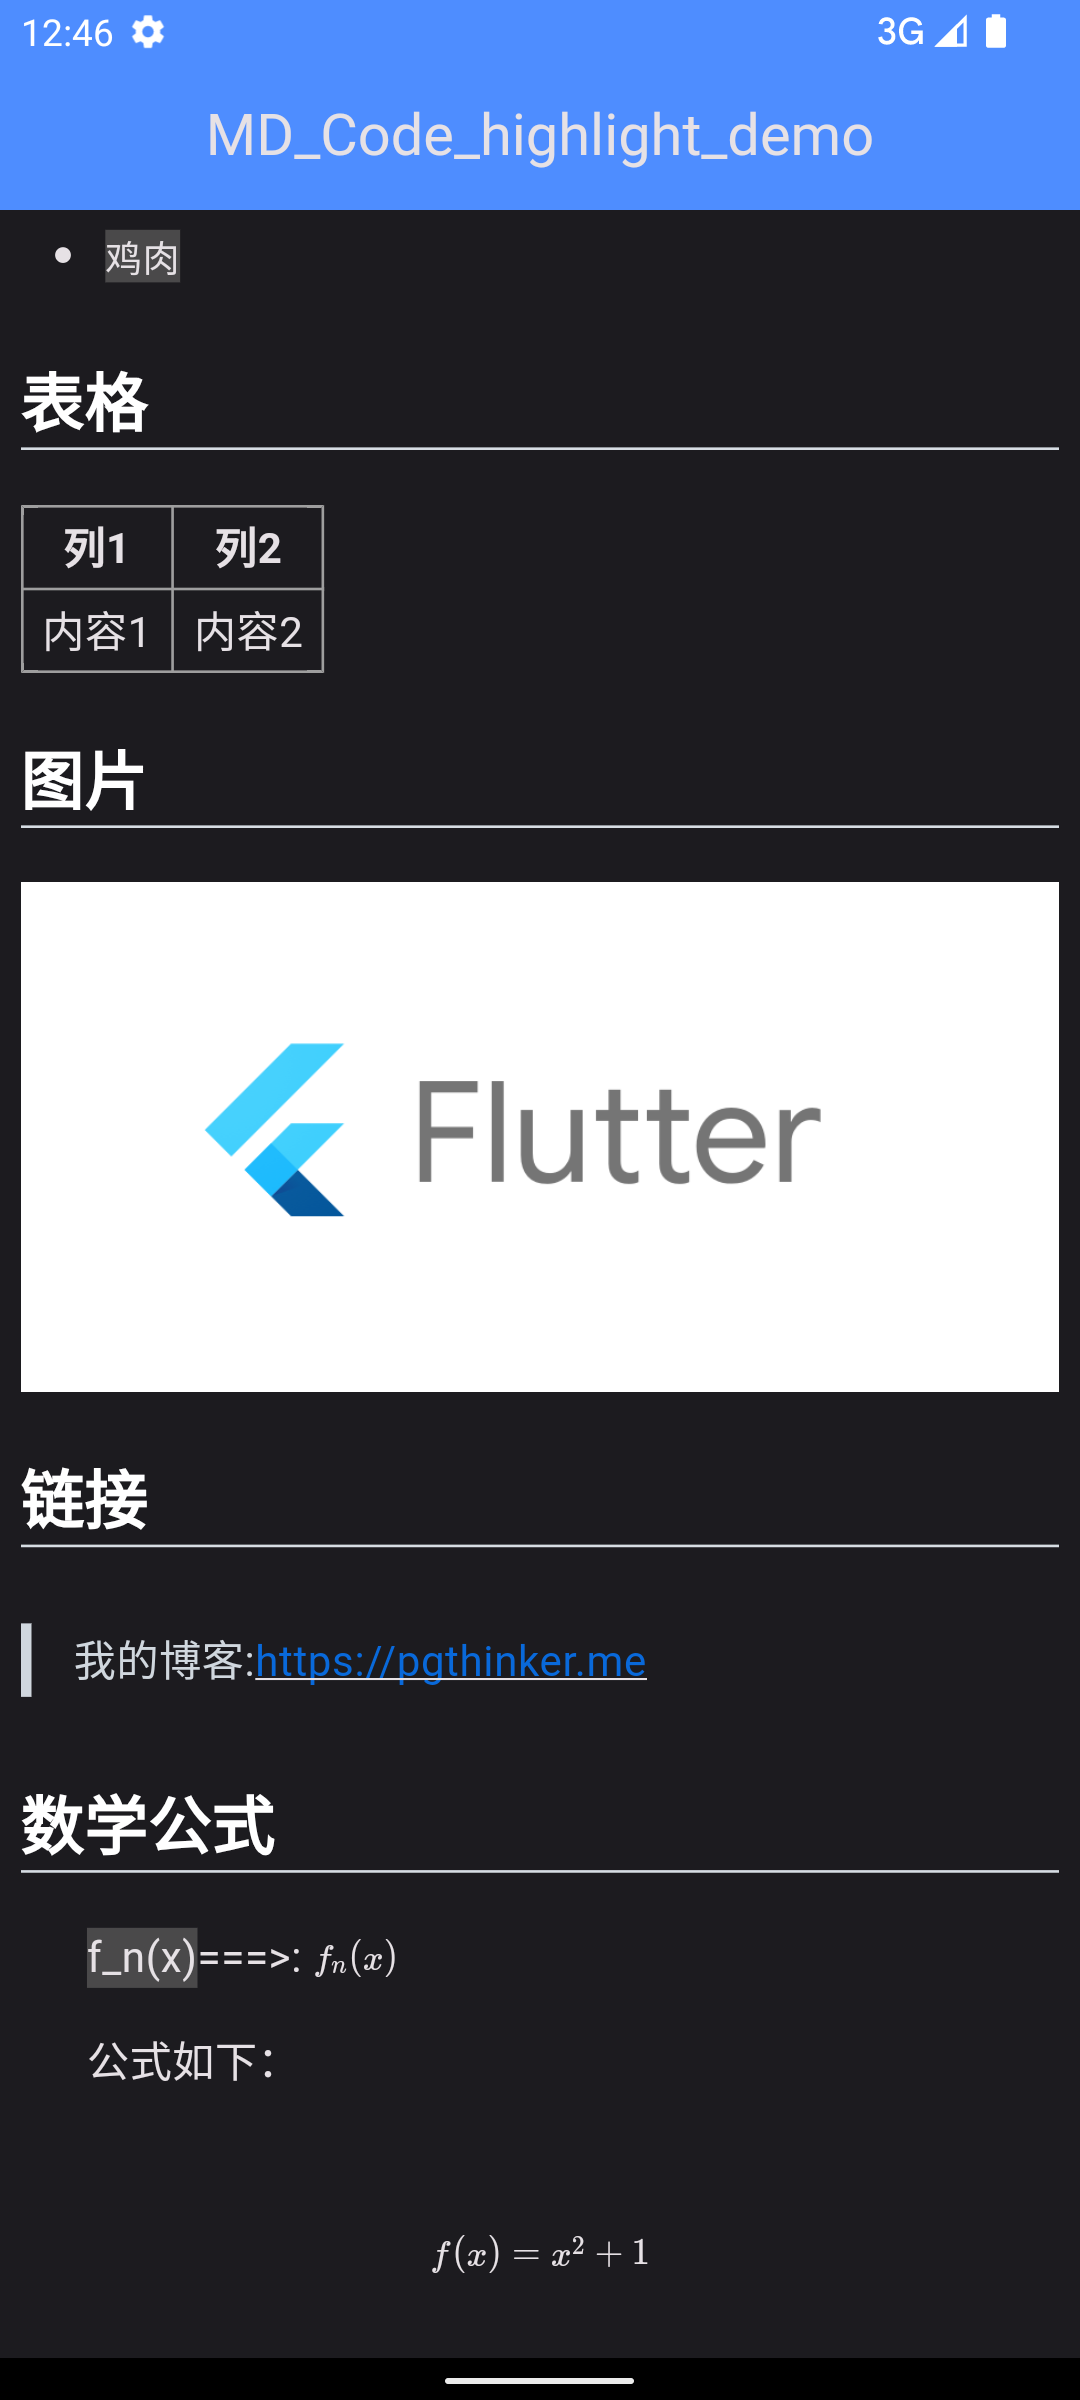 12:46 3G
MD_Code_highlight_demo
鸡肉
表格
列1 列2
内容1 内容2
图片
Flutter
链接
我的博客:https://pgthinker.me
数学公式
f_n(x)===>: fₙ(x)
公式如下：
f(x) = x² + 1